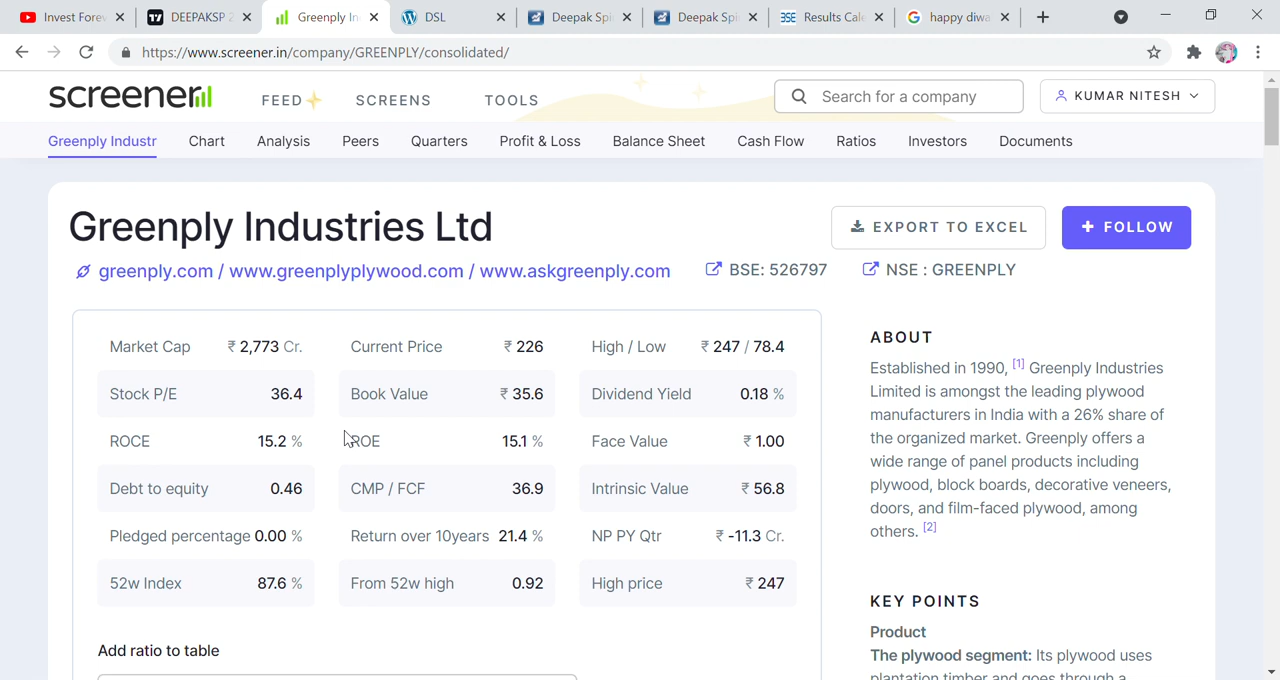 Invest Fore
DEEPAKSP 2
Greenply In
DSL
Deepak Spi
Deepak Spi
Results Cale
happy diwa
https://www.screener.in/company/GREENPLY/consolidated/
screener
FEED
SCREENS
TOOLS
Search for a company
KUMAR NITESH
Greenply Industr
Chart
Analysis
Peers
Quarters
Profit & Loss
Balance Sheet
Cash Flow
Ratios
Investors
Documents
Greenply Industries Ltd
EXPORT TO EXCEL
+ FOLLOW
greenply.com / www.greenplyplywood.com / www.askgreenply.com
BSE: 526797
NSE : GREENPLY
Market Cap ₹ 2,773 Cr.
Current Price ₹ 226
High / Low ₹ 247 / 78.4
Stock P/E 36.4
Book Value ₹ 35.6
Dividend Yield 0.18 %
ROCE 15.2 %
ROE 15.1 %
Face Value ₹ 1.00
Debt to equity 0.46
CMP / FCF 36.9
Intrinsic Value ₹ 56.8
Pledged percentage 0.00 %
Return over 10years 21.4 %
NP PY Qtr ₹ -11.3 Cr.
52w Index 87.6 %
From 52w high 0.92
High price ₹ 247
Add ratio to table
ABOUT
Established in 1990, [1] Greenply Industries
Limited is amongst the leading plywood
manufacturers in India with a 26% share of
the organized market. Greenply offers a
wide range of panel products including
plywood, block boards, decorative veneers,
doors, and film-faced plywood, among
others. [2]
KEY POINTS
Product
The plywood segment: Its plywood uses
plantation timber and goes through a